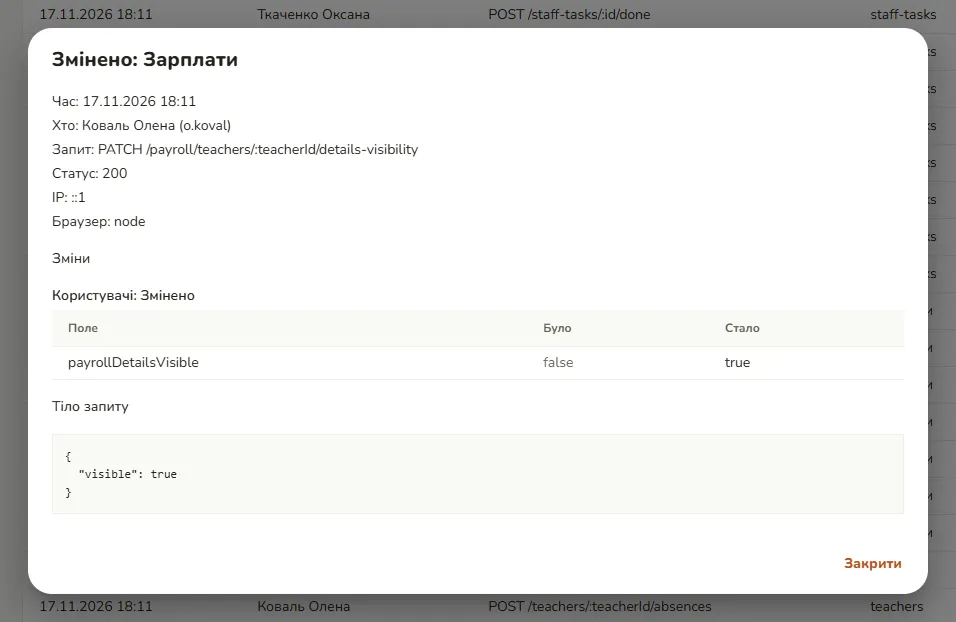 17.11.2026 18:11 Ткаченко Оксана POST /staff-tasks/:id/done staff-tasks
Змінено: Зарплати
Час: 17.11.2026 18:11
Хто: Коваль Олена (o.koval)
Запит: PATCH /payroll/teachers/:teacherId/details-visibility
Статус: 200
IP: ::1
Браузер: node
Зміни
Користувачі: Змінено
Поле Було Стало
payrollDetailsVisible false true
Тіло запиту
{
"visible": true
}
Закрити
17.11.2026 18:11 Коваль Олена POST /teachers/:teacherId/absences teachers